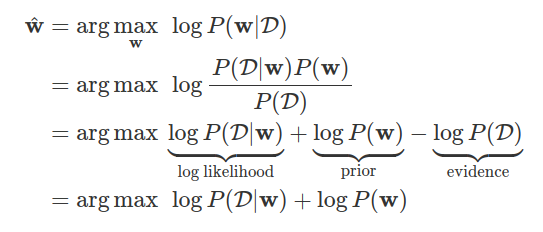 ŵ = arg max log P(w|𝒟)
w
= arg max log P(𝒟|w)P(w) / P(𝒟)
= arg max log P(𝒟|w) + log P(w) − log P(𝒟)
log likelihood prior evidence
= arg max log P(𝒟|w) + log P(w)